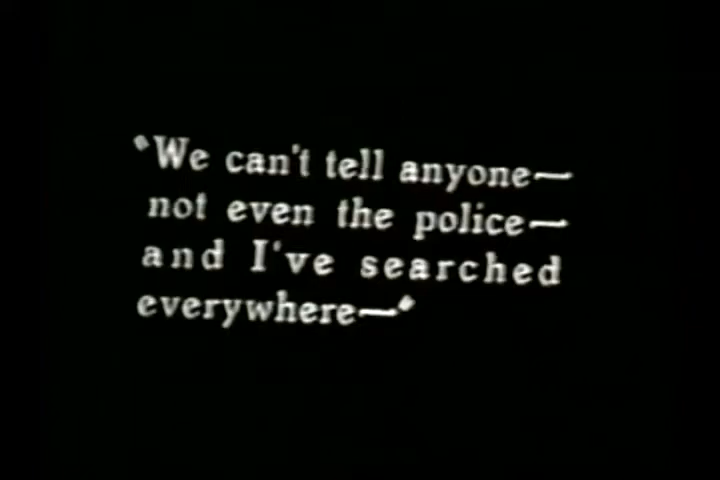 "We can't tell anyone—
not even the police—
and I've searched
everywhere—"